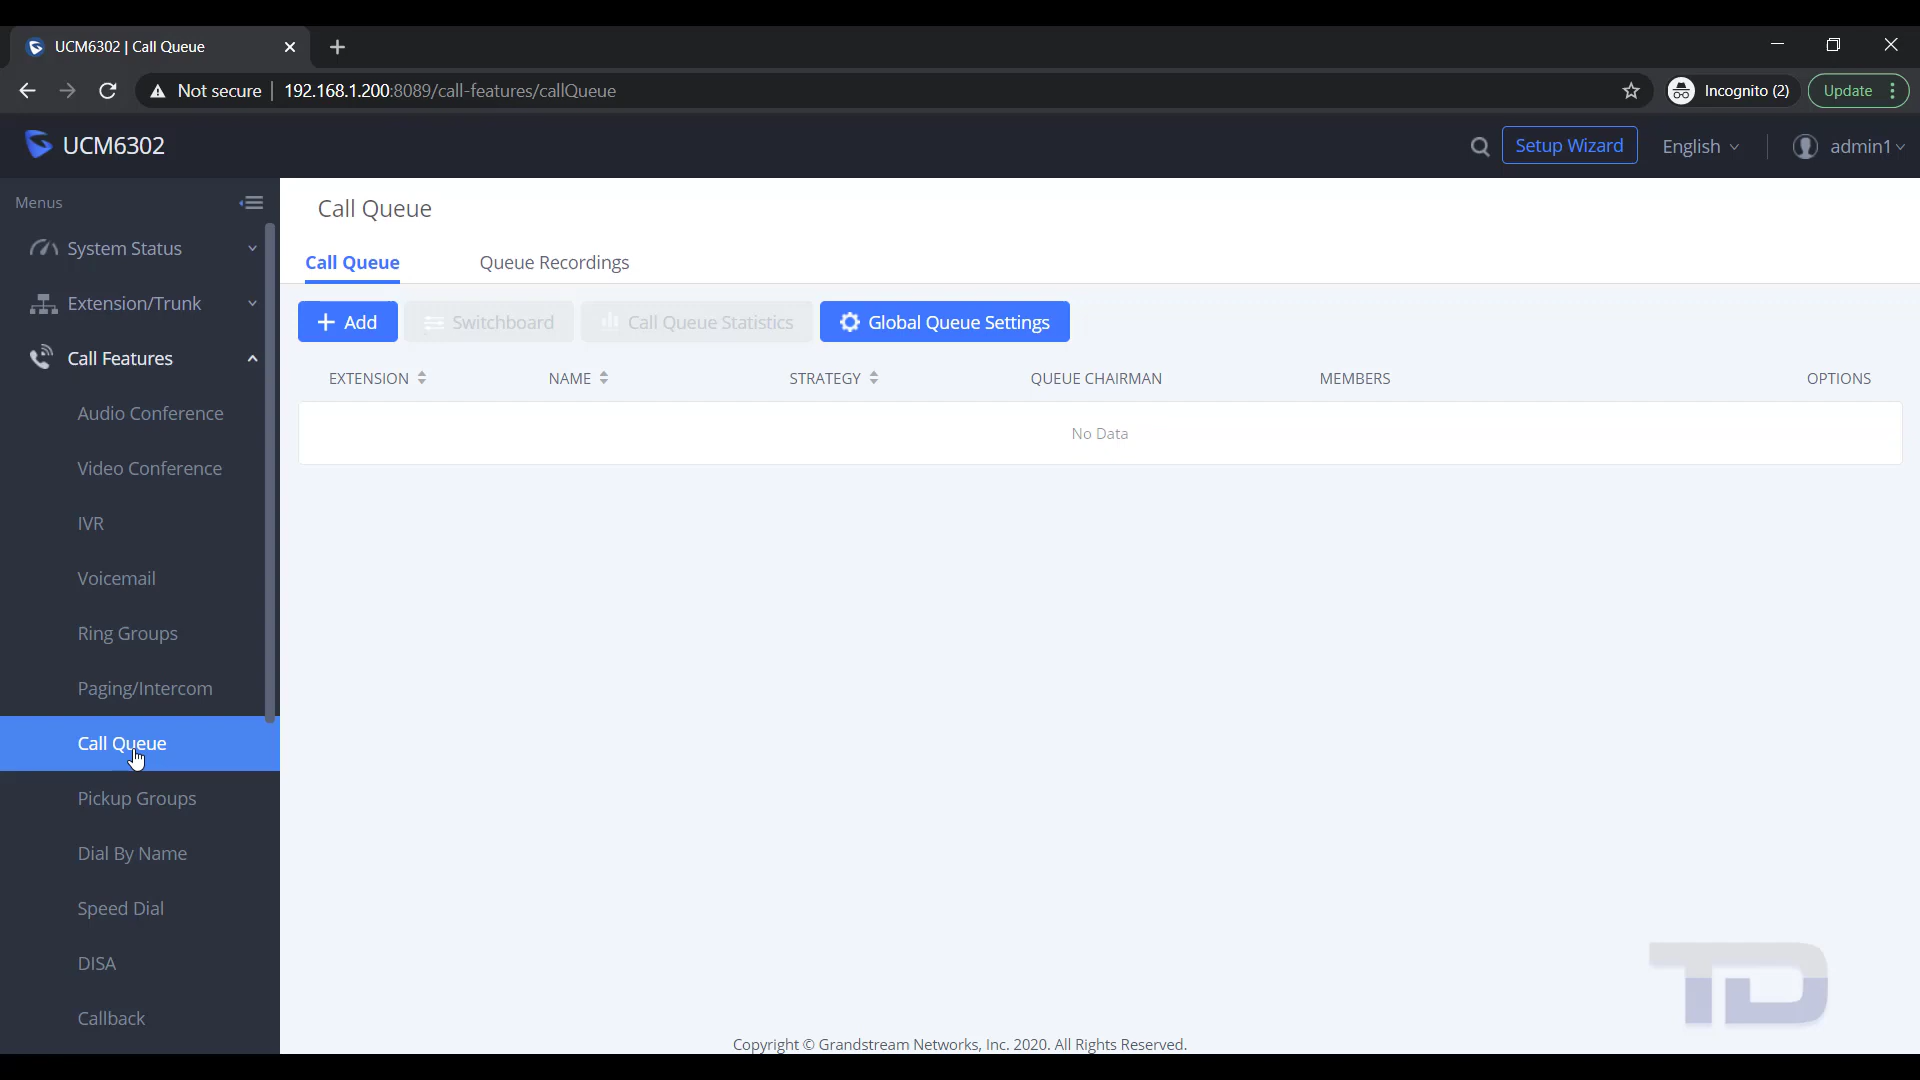 UCM6302 | Call Queue
Not secure 192.168.1.200:8089/call-features/callQueue
Incognito (2)
Update
UCM6302
Setup Wizard
English
admin1
Menus
System Status
Extension/Trunk
Call Features
Audio Conference
Video Conference
IVR
Voicemail
Ring Groups
Paging/Intercom
Call Queue
Pickup Groups
Dial By Name
Speed Dial
DISA
Callback
Call Queue
Call Queue
Queue Recordings
+ Add
Switchboard
Call Queue Statistics
Global Queue Settings
EXTENSION
NAME
STRATEGY
QUEUE CHAIRMAN
MEMBERS
OPTIONS
No Data
TD
Copyright © Grandstream Networks, Inc. 2020. All Rights Reserved.